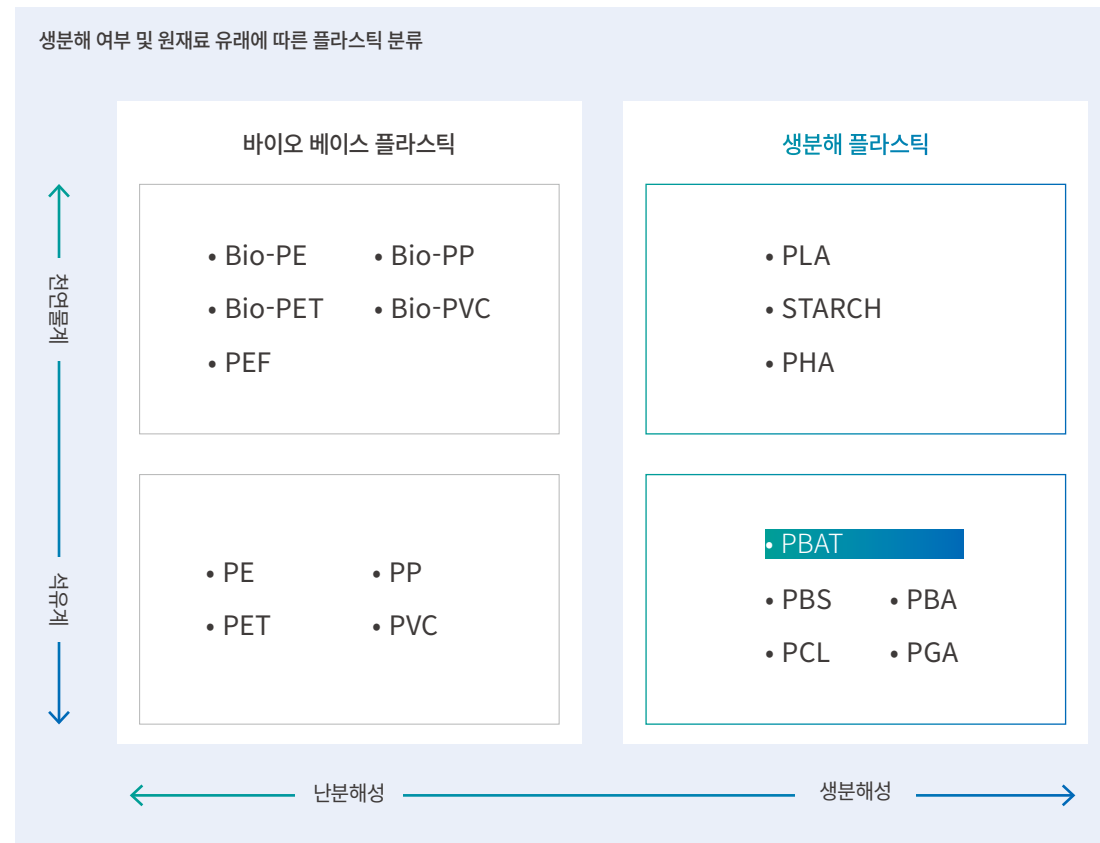 생분해 여부 및 원재료 유래에 따른 플라스틱 분류
바이오 베이스 플라스틱
생분해 플라스틱
천연물계
• Bio-PE • Bio-PP
• Bio-PET • Bio-PVC
• PEF
• PLA
• STARCH
• PHA
석유계
• PE • PP
• PET • PVC
• PBAT
• PBS • PBA
• PCL • PGA
난분해성
생분해성